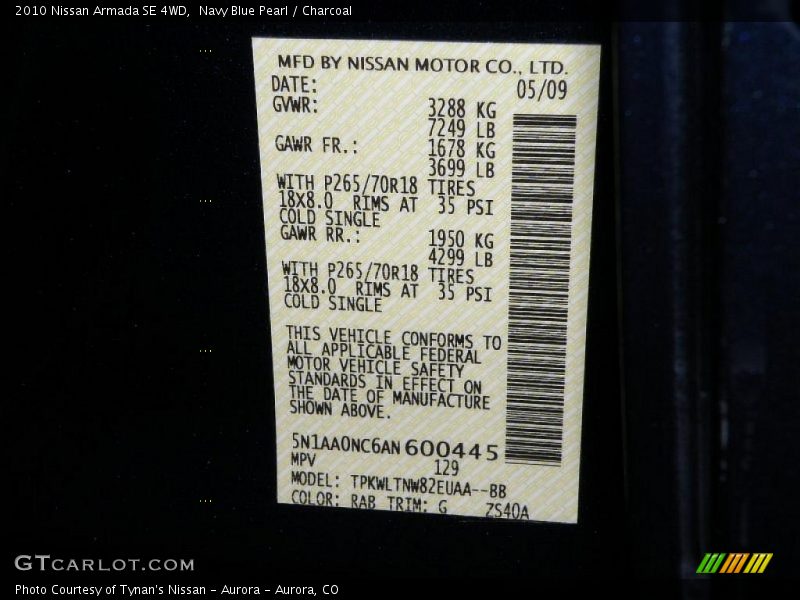 2010 Nissan Armada SE 4WD,  Navy Blue Pearl / Charcoal
MFD BY NISSAN MOTOR CO., LTD.
DATE: 05/09
GVWR: 3288 KG
7249 LB
GAWR FR.: 1678 KG
3699 LB
WITH P265/70R18 TIRES
18X8.0 RIMS AT 35 PSI
COLD SINGLE
GAWR RR.: 1950 KG
4299 LB
WITH P265/70R18 TIRES
18X8.0 RIMS AT 35 PSI
COLD SINGLE
THIS VEHICLE CONFORMS TO
ALL APPLICABLE FEDERAL
MOTOR VEHICLE SAFETY
STANDARDS IN EFFECT ON
THE DATE OF MANUFACTURE
SHOWN ABOVE.
5N1AA0NC6AN600445
MPV 129
MODEL: TPKWLTNW82EUAA--BB
COLOR: RAB TRIM: G ZS40A
GTCARLOT.COM
Photo Courtesy of Tynan's Nissan - Aurora - Aurora, CO